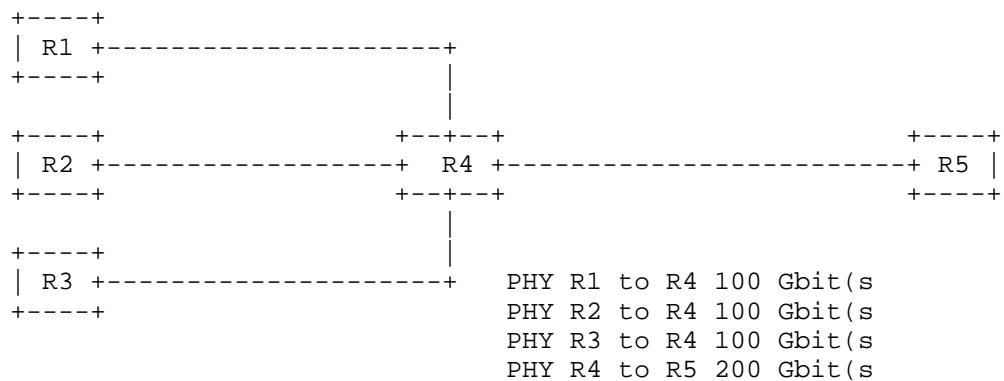 R1
R2
R4
R5
R3
PHY R1 to R4 100 Gbit(s
PHY R2 to R4 100 Gbit(s
PHY R3 to R4 100 Gbit(s
PHY R4 to R5 200 Gbit(s